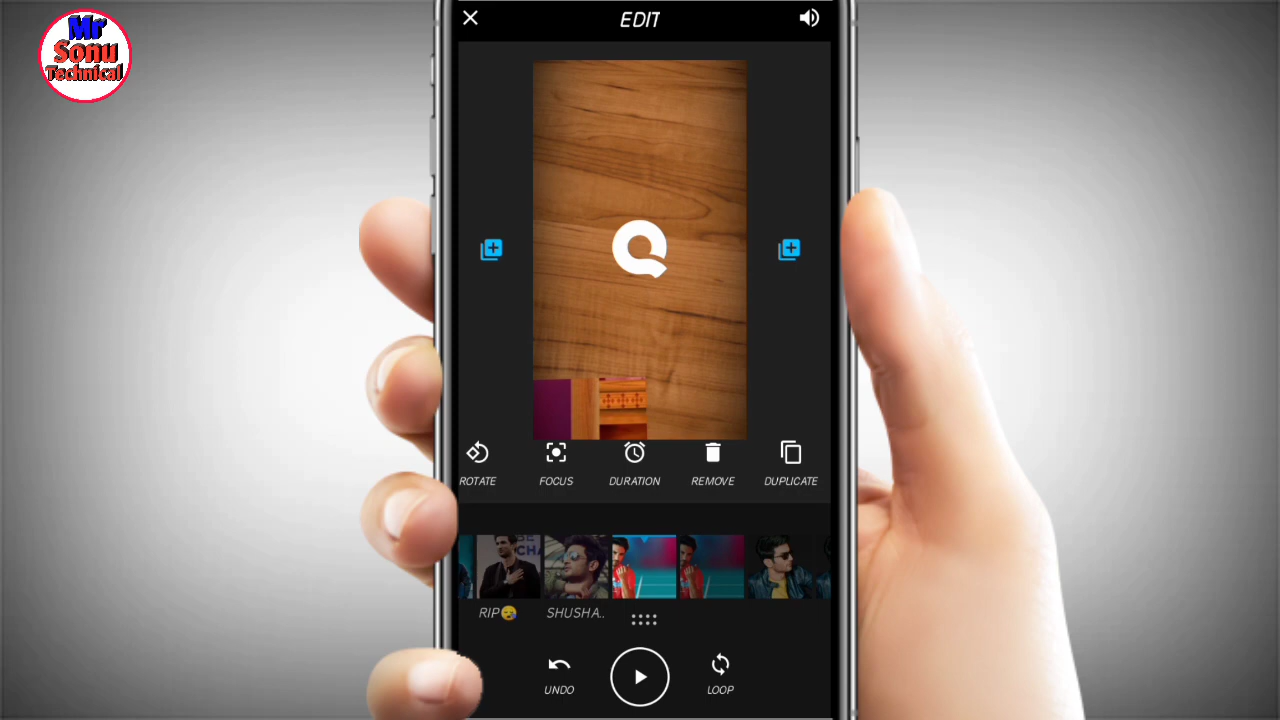 Mr
Sonu
Technical
EDIT
ROTATE
FOCUS
DURATION
REMOVE
DUPLICATE
RIP😪
SHUSHA..
UNDO
LOOP